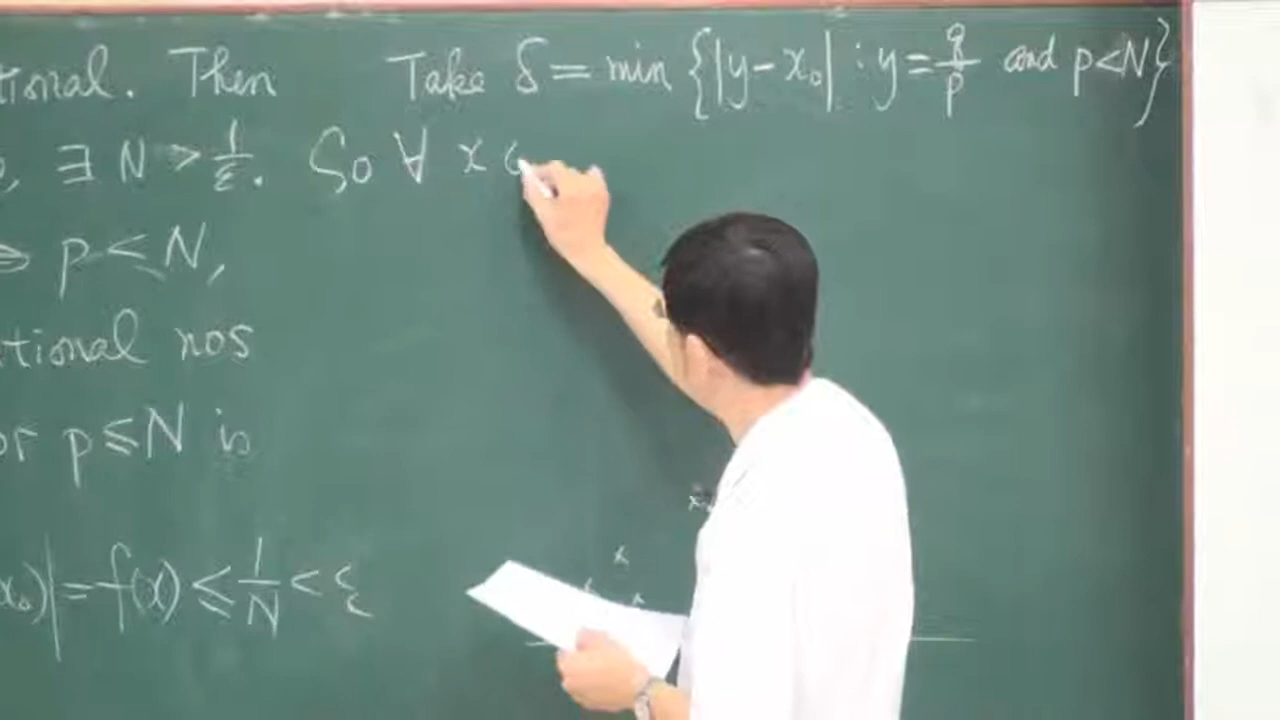 tional. Then Take δ = min {|y-x₀| : y = q/p and p<N}
∃ N > 1/ε. So ∀ x
⇒ p < N,
tional nos
or p ≤ N is
x₀)| = f(x) ≤ 1/N < ε